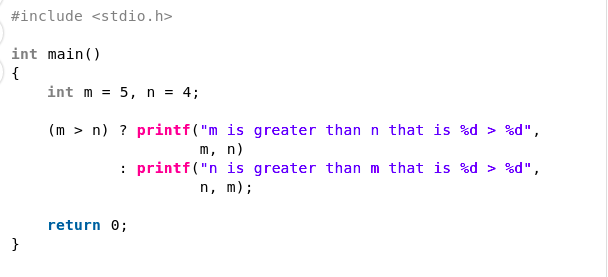 #include <stdio.h>
int main()
{
    int m = 5, n = 4;
    (m > n) ? printf("m is greater than n that is %d > %d",
                     m, n)
            : printf("n is greater than m that is %d > %d",
                     n, m);
    return 0;
}